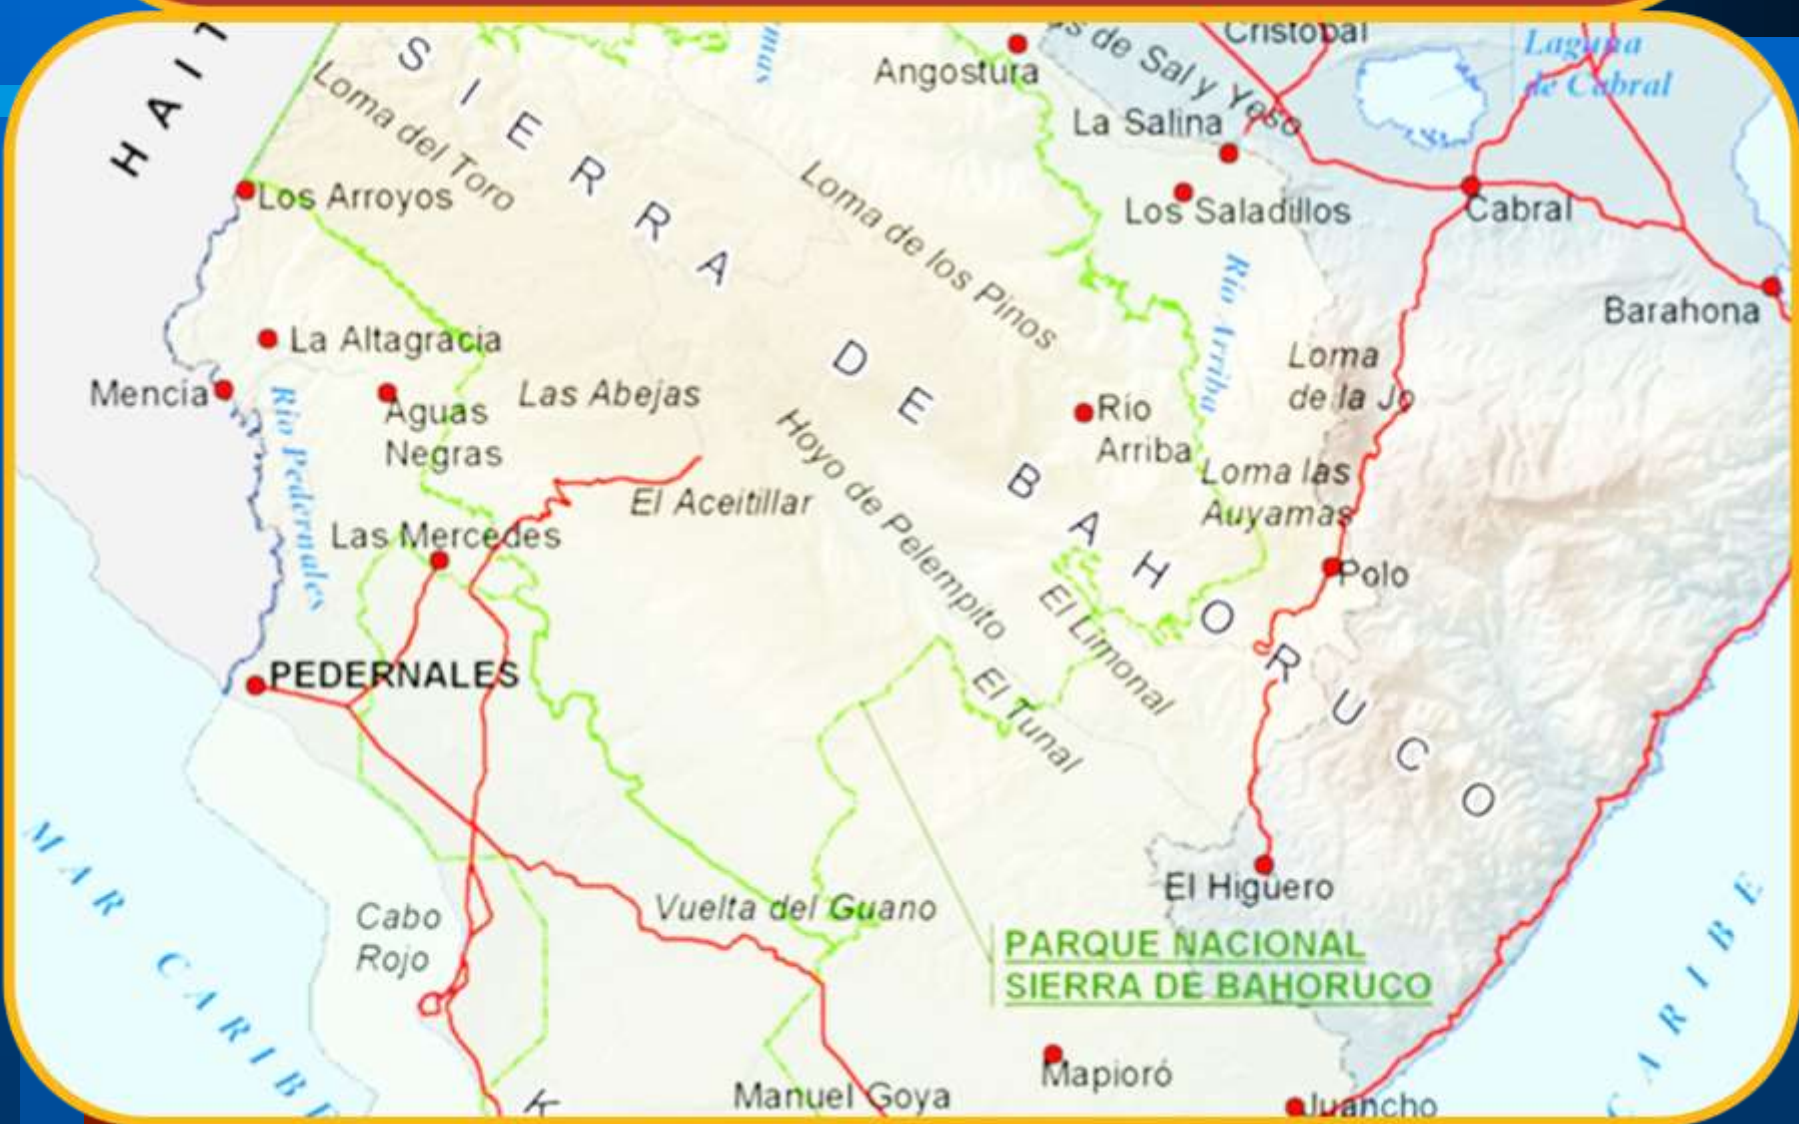 HAIT
SIERRA DE BAHORUCO
Loma del Toro
Angostura
s de Sal y Yeso
Cristobal
Laguna
de Cabral
La Salina
Los Arroyos
Loma de los Pinos
Los Saladillos
Cabral
Río Arriba
Barahona
La Altagracia
Loma
de la Jo
Mencía
Río Pedernales
Aguas
Negras
Las Abejas
Hoyo de Pelempito
Río
Arriba
Loma las
Auyamas
El Aceitillar
Las Mercedes
Polo
El Limonal
PEDERNALES
El Tunal
MAR CARIBE
El Higuero
Cabo
Rojo
Vuelta del Guano
PARQUE NACIONAL
SIERRA DE BAHORUCO
CARIBE
Mapioró
Manuel Goya
Juancho